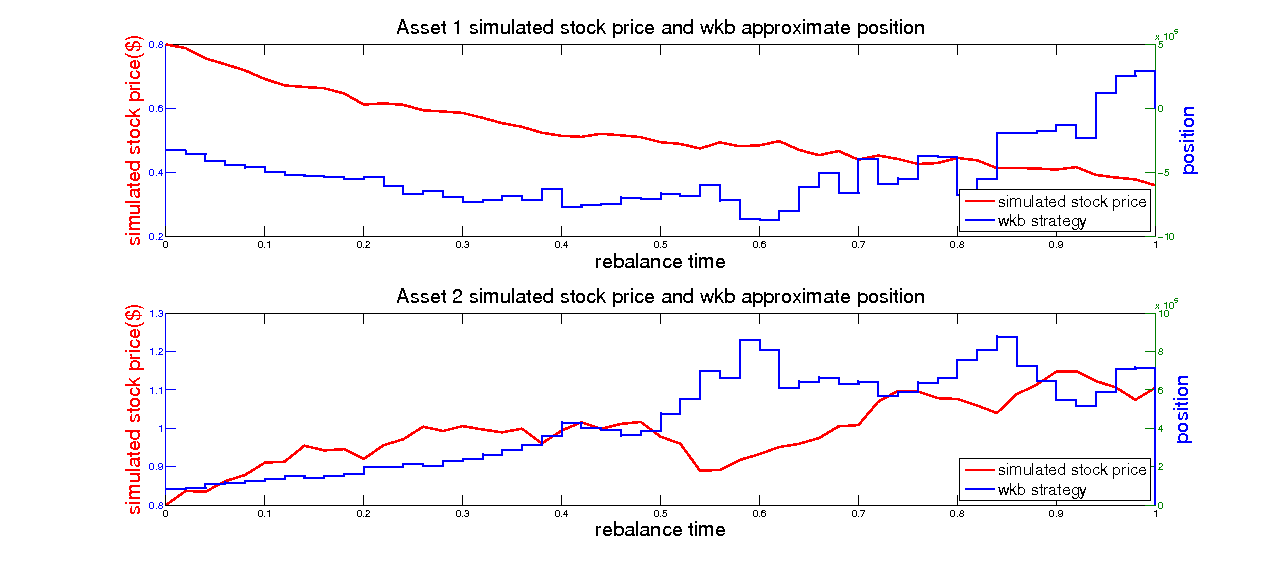 Asset 1 simulated stock price and wkb approximate position
x 10^5
simulated stock price($)
0.8
0.6
0.4
0.2
5
0
-5
-10
position
simulated stock price
wkb strategy
0 0.1 0.2 0.3 0.4 0.5 0.6 0.7 0.8 0.9 1
rebalance time
Asset 2 simulated stock price and wkb approximate position
simulated stock price($)
1.3
1.2
1.1
1
0.9
0.8
10
8
6
4
2
0
position
simulated stock price
wkb strategy
0 0.1 0.2 0.3 0.4 0.5 0.6 0.7 0.8 0.9 1
rebalance time